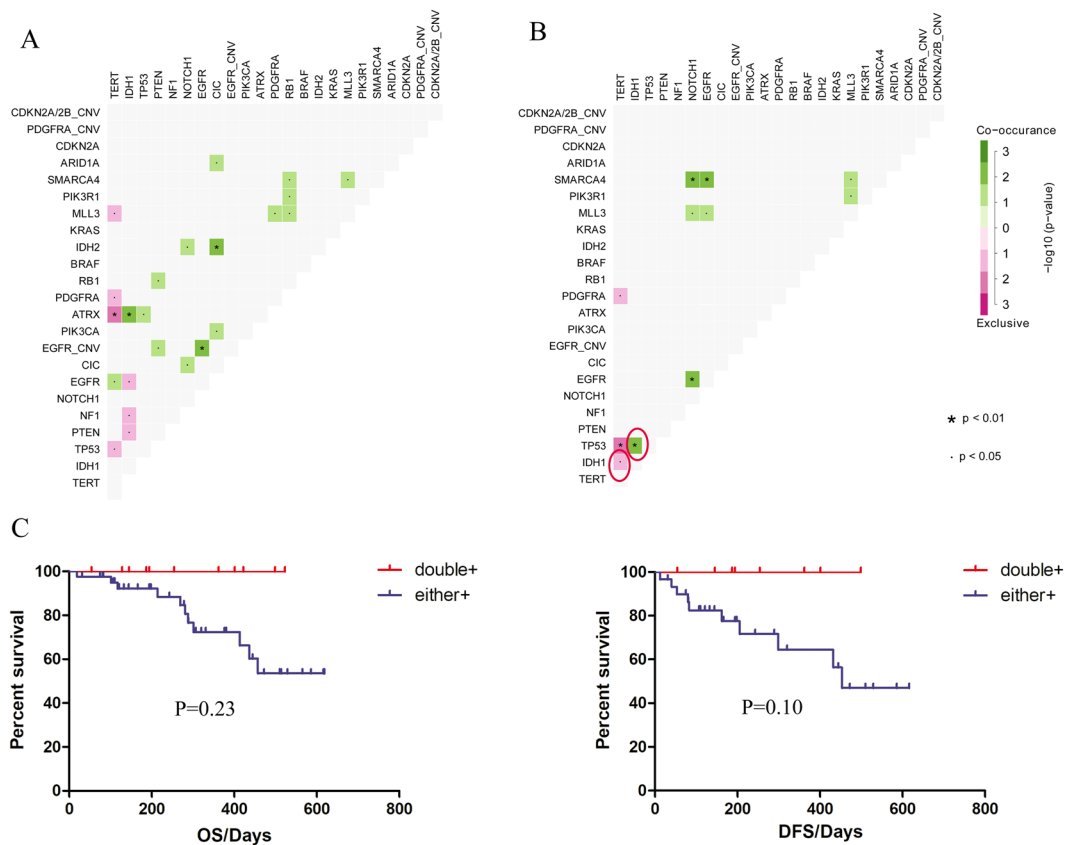 A
TERT
IDH1
TP53
PTEN
NF1
NOTCH1
EGFR
CIC
EGFR_CNV
PIK3CA
ATRX
PDGFRA
RB1
BRAF
IDH2
KRAS
MLL3
PIK3R1
SMARCA4
ARID1A
CDKN2A
PDGFRA_CNV
CDKN2A/2B_CNV
CDKN2A/2B_CNV
PDGFRA_CNV
CDKN2A
ARID1A
SMARCA4
PIK3R1
MLL3
KRAS
IDH2
BRAF
RB1
PDGFRA
ATRX
PIK3CA
EGFR_CNV
CIC
EGFR
NOTCH1
NF1
PTEN
TP53
IDH1
TERT
B
TERT
IDH1
TP53
PTEN
NF1
NOTCH1
EGFR
CIC
EGFR_CNV
PIK3CA
ATRX
PDGFRA
RB1
BRAF
IDH2
KRAS
MLL3
PIK3R1
SMARCA4
ARID1A
CDKN2A
PDGFRA_CNV
CDKN2A/2B_CNV
CDKN2A/2B_CNV
PDGFRA_CNV
CDKN2A
ARID1A
SMARCA4
PIK3R1
MLL3
KRAS
IDH2
BRAF
RB1
PDGFRA
ATRX
PIK3CA
EGFR_CNV
CIC
EGFR
NOTCH1
NF1
PTEN
TP53
IDH1
TERT
Co-occurance
3
2
1
0
1
2
3
-log10 (p-value)
Exclusive
* p < 0.01
· p < 0.05
C
Percent survival
100
80
60
40
20
0
0 200 400 600 800
OS/Days
double+
either+
P=0.23
Percent survival
100
80
60
40
20
0
0 200 400 600 800
DFS/Days
double+
either+
P=0.10